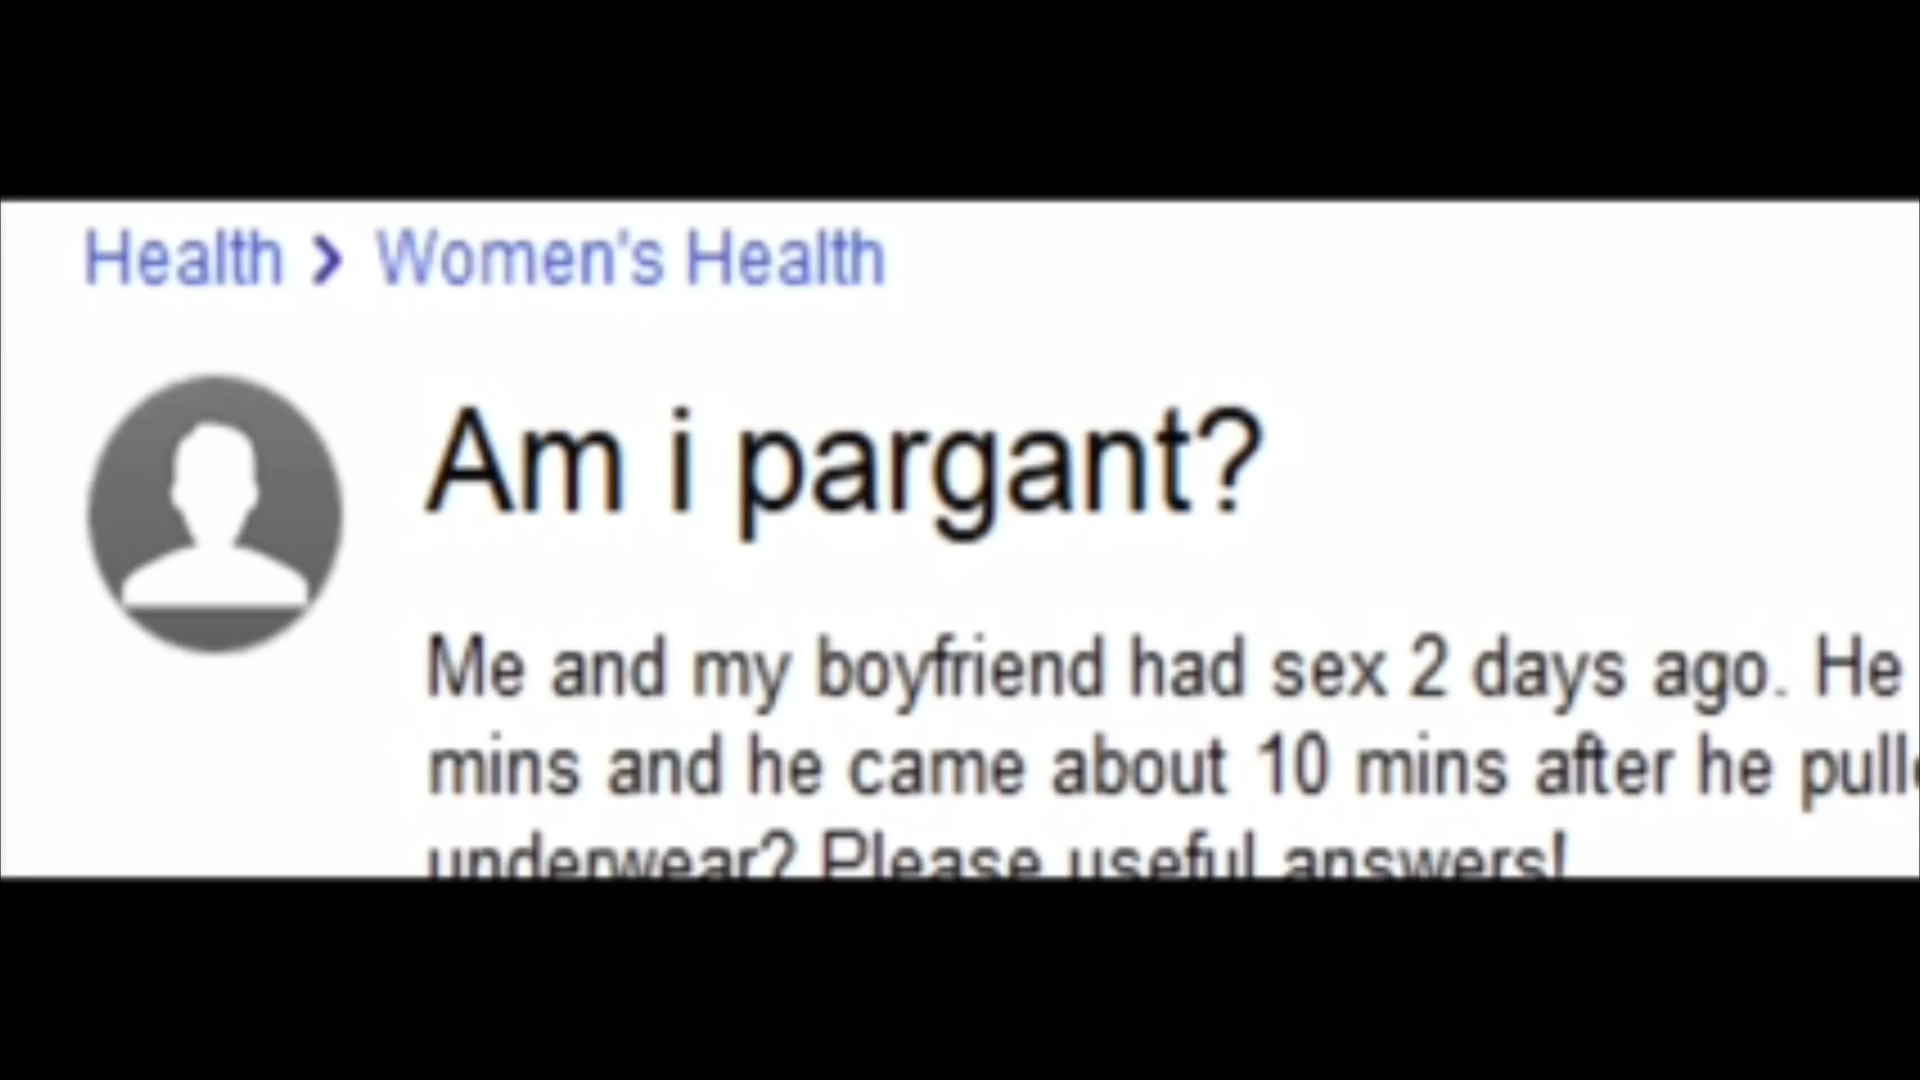 Health > Women's Health
Am i pargant?
Me and my boyfriend had sex 2 days ago. He
mins and he came about 10 mins after he
underwear? Please useful answers!